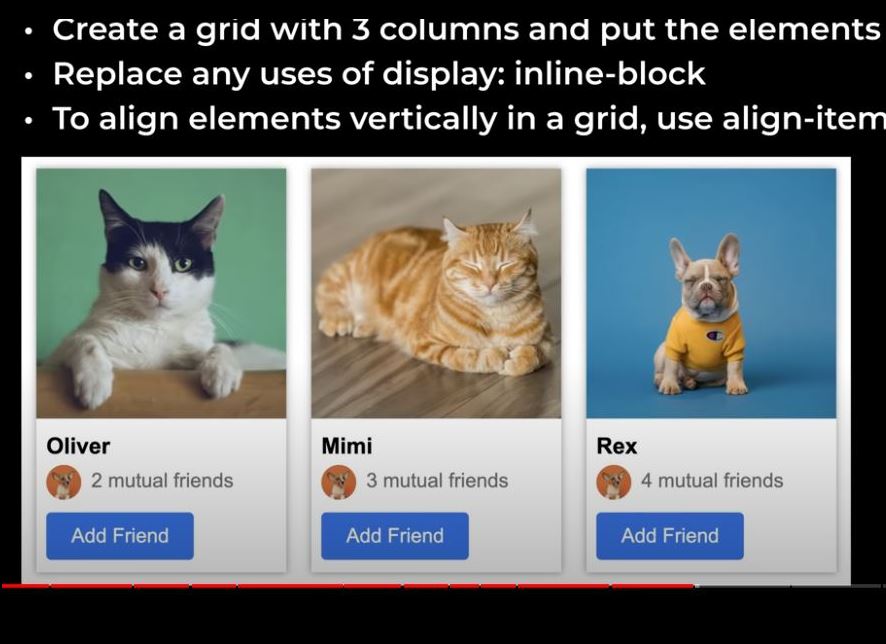 • Create a grid with 3 columns and put the elements
• Replace any uses of display: inline-block
• To align elements vertically in a grid, use align-item
Oliver
2 mutual friends
Add Friend
Mimi
3 mutual friends
Add Friend
Rex
4 mutual friends
Add Friend